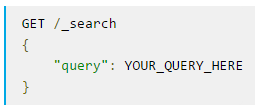 GET /_search
{
    "query": YOUR_QUERY_HERE
}